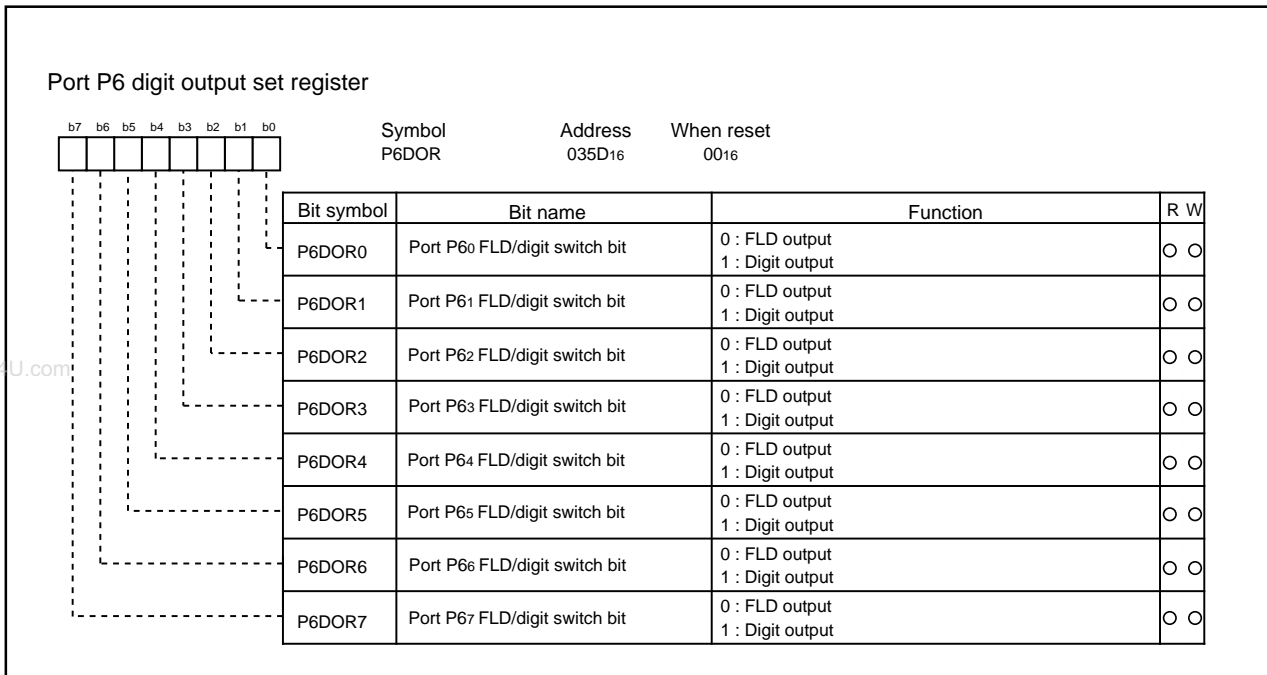 Port P6 digit output set register
b7 b6 b5 b4 b3 b2 b1 b0
Symbol Address When reset
P6DOR 035D16 0016
Bit symbol Bit name Function R W
P6DOR0 Port P60 FLD/digit switch bit 0 : FLD output
1 : Digit output
P6DOR1 Port P61 FLD/digit switch bit 0 : FLD output
1 : Digit output
P6DOR2 Port P62 FLD/digit switch bit 0 : FLD output
1 : Digit output
4U.com
P6DOR3 Port P63 FLD/digit switch bit 0 : FLD output
1 : Digit output
P6DOR4 Port P64 FLD/digit switch bit 0 : FLD output
1 : Digit output
P6DOR5 Port P65 FLD/digit switch bit 0 : FLD output
1 : Digit output
P6DOR6 Port P66 FLD/digit switch bit 0 : FLD output
1 : Digit output
P6DOR7 Port P67 FLD/digit switch bit 0 : FLD output
1 : Digit output